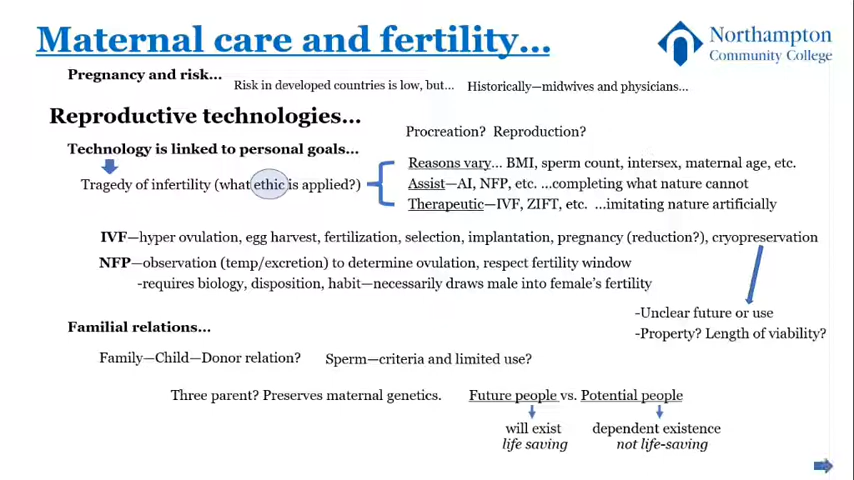 Maternal care and fertility...
Northampton
Community College
Pregnancy and risk...
Risk in developed countries is low, but...
Historically—midwives and physicians...
Reproductive technologies...
Procreation? Reproduction?
Technology is linked to personal goals...
Reasons vary... BMI, sperm count, intersex, maternal age, etc.
Tragedy of infertility (what ethic is applied?)
Assist—AI, NFP, etc. ...completing what nature cannot
Therapeutic—IVF, ZIFT, etc. ...imitating nature artificially
IVF—hyper ovulation, egg harvest, fertilization, selection, implantation, pregnancy (reduction?), cryopreservation
NFP—observation (temp/excretion) to determine ovulation, respect fertility window
-requires biology, disposition, habit—necessarily draws male into female's fertility
-Unclear future or use
-Property? Length of viability?
Familial relations...
Family—Child—Donor relation?
Sperm—criteria and limited use?
Three parent? Preserves maternal genetics.
Future people vs. Potential people
will exist
life saving
dependent existence
not life-saving